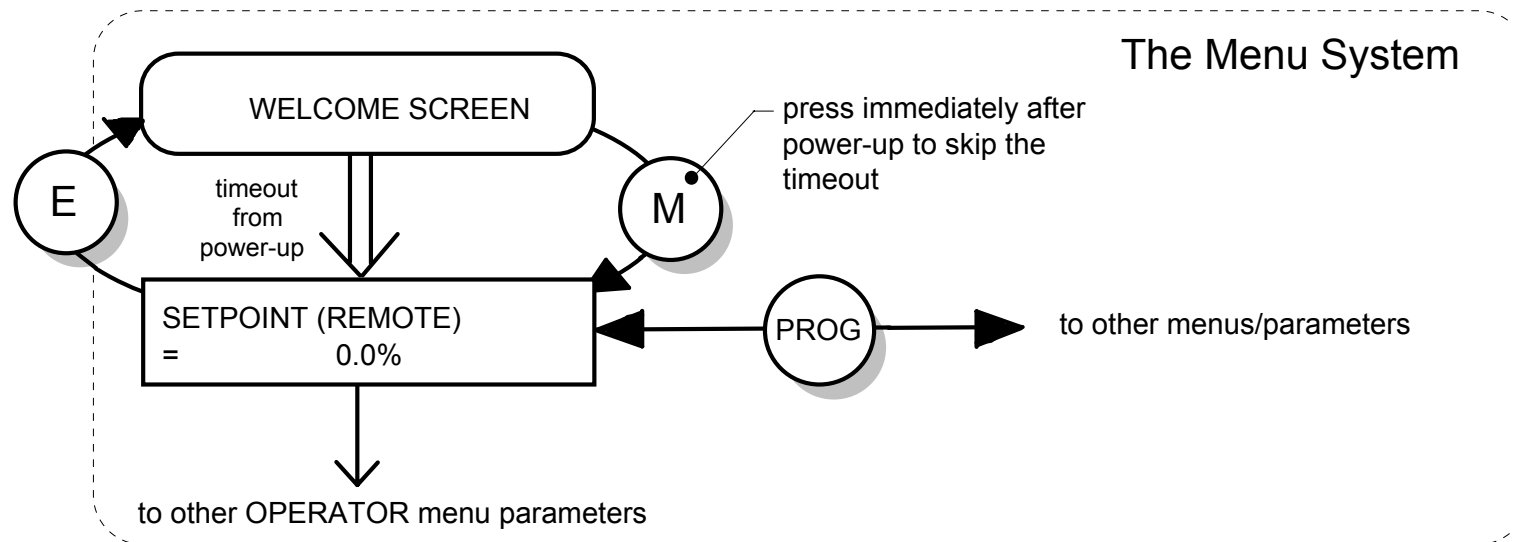 The Menu System
WELCOME SCREEN
press immediately after
power-up to skip the
timeout
E
timeout
from
power-up
M
SETPOINT (REMOTE)
= 0.0%
PROG
to other menus/parameters
to other OPERATOR menu parameters